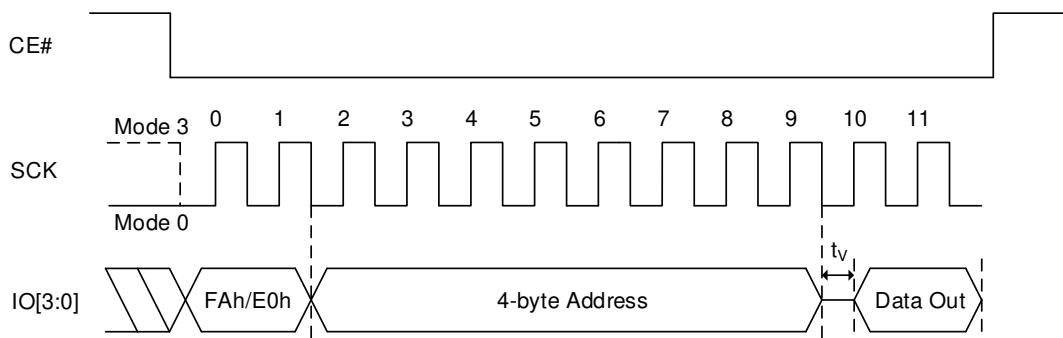 CE#
Mode 3
0 1 2 3 4 5 6 7 8 9 10 11
SCK
Mode 0
tV
IO[3:0]
FAh/E0h
4-byte Address
Data Out